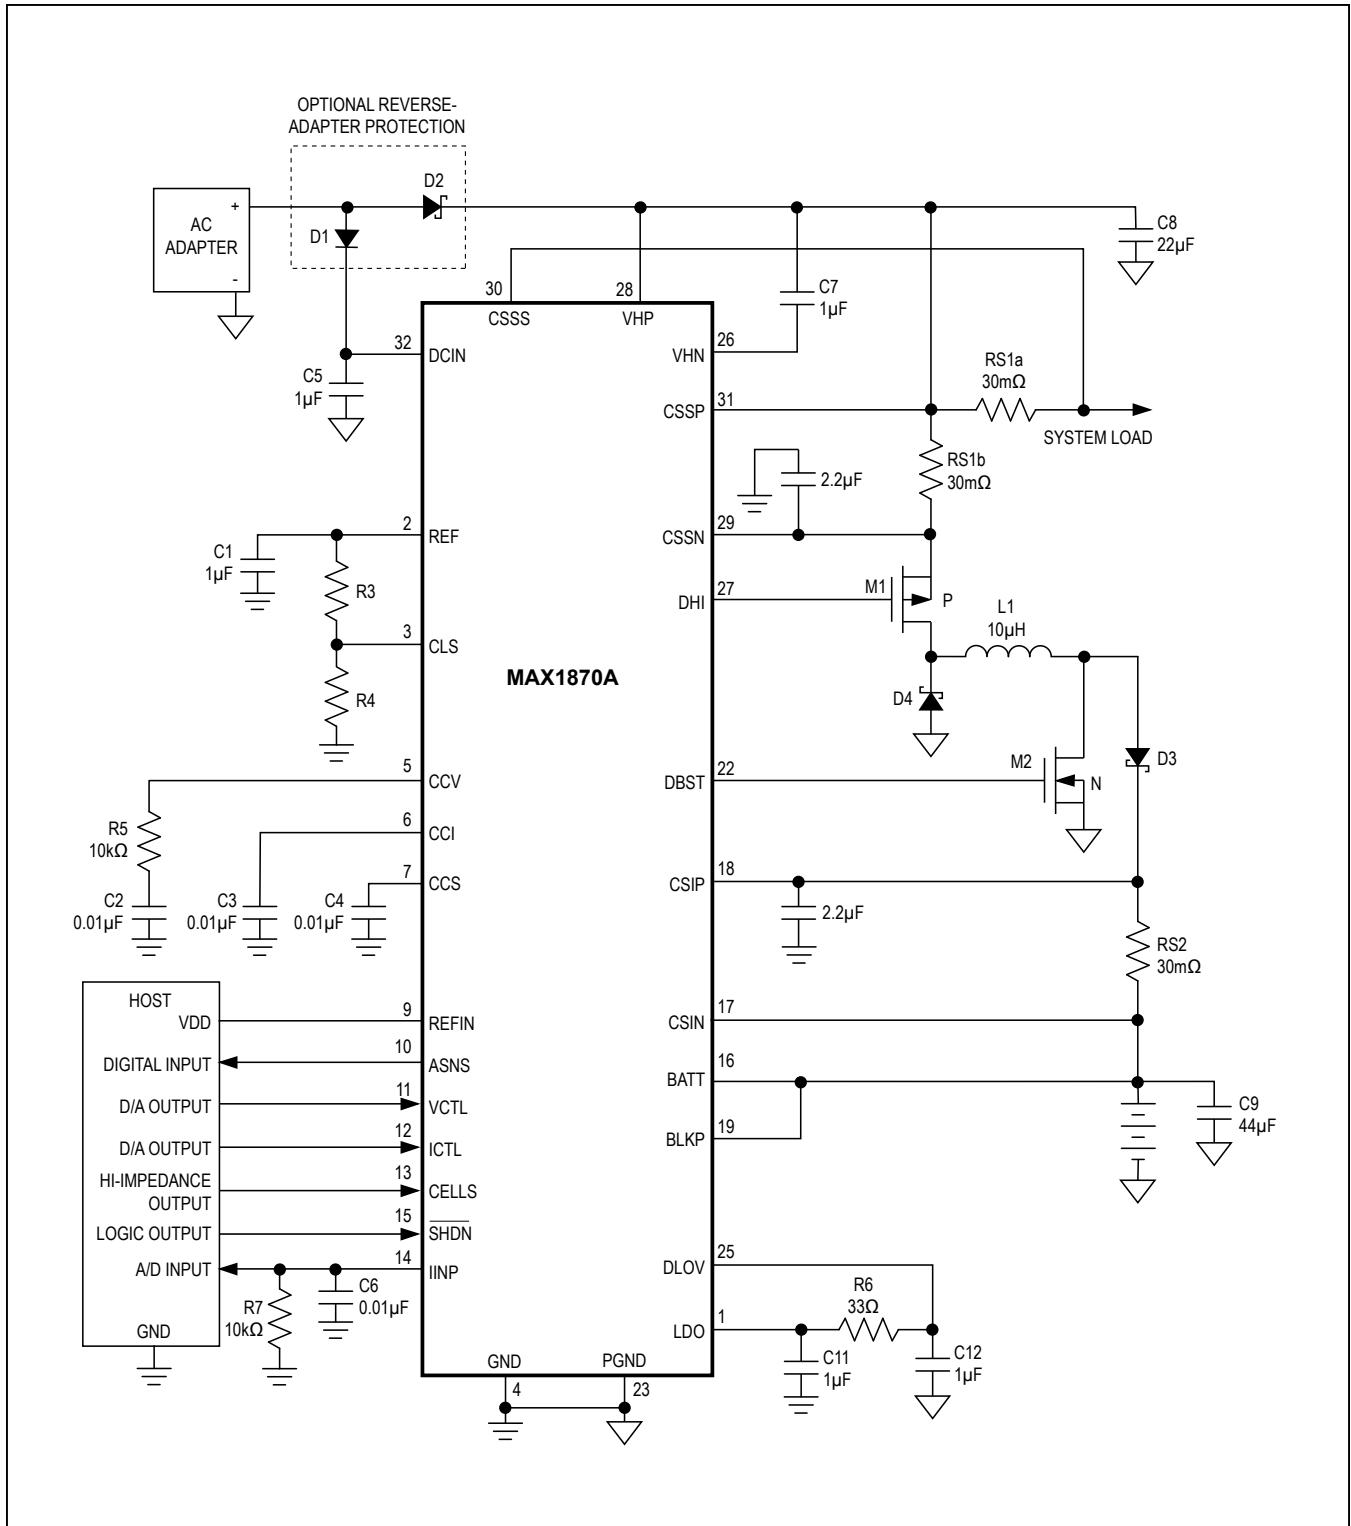 OPTIONAL REVERSE-
ADAPTER PROTECTION
AC
ADAPTER
+
-
D1
D2
C8
22µF
C7
1µF
30
CSSS
28
VHP
32
DCIN
C5
1µF
26
VHN
31
CSSP
RS1a
30mΩ
SYSTEM LOAD
RS1b
30mΩ
2.2µF
29
CSSN
2
REF
C1
1µF
R3
3
CLS
R4
27
DHI
M1
P
L1
10µH
D4
MAX1870A
22
DBST
M2
N
D3
5
CCV
R5
10kΩ
6
CCI
7
CCS
C2
0.01µF
C3
0.01µF
C4
0.01µF
18
CSIP
2.2µF
RS2
30mΩ
17
CSIN
16
BATT
19
BLKP
C9
44µF
HOST
VDD
9
REFIN
DIGITAL INPUT
10
ASNS
D/A OUTPUT
11
VCTL
D/A OUTPUT
12
ICTL
HI-IMPEDANCE
OUTPUT
13
CELLS
LOGIC OUTPUT
15
SHDN
A/D INPUT
14
IINP
R7
10kΩ
C6
0.01µF
GND
25
DLOV
R6
33Ω
1
LDO
C11
1µF
C12
1µF
GND
4
PGND
23